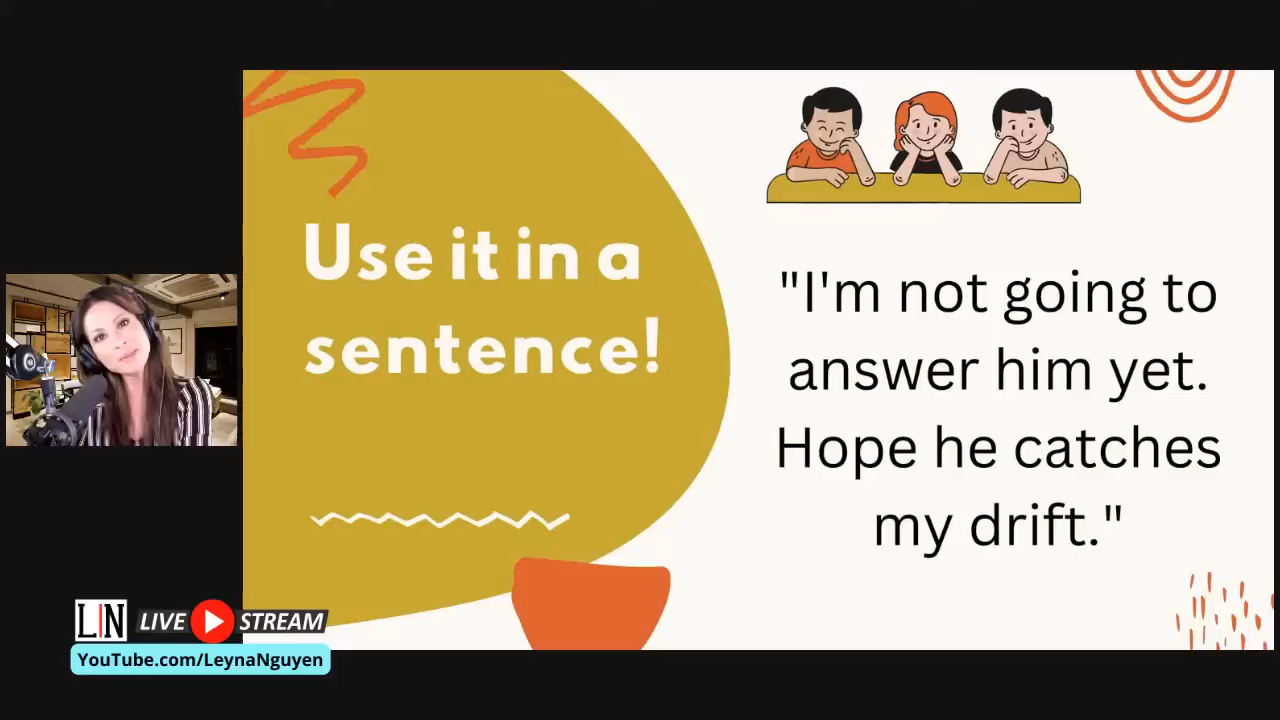 Use it in a
sentence!
"I'm not going to
answer him yet.
Hope he catches
my drift."
LIN LIVE STREAM
YouTube.com/LeynaNguyen